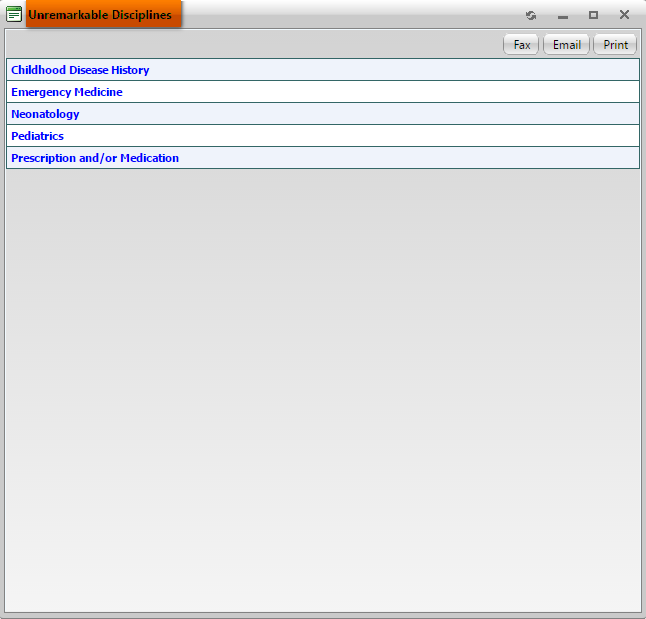 Unremarkable Disciplines
Fax Email Print
Childhood Disease History
Emergency Medicine
Neonatology
Pediatrics
Prescription and/or Medication